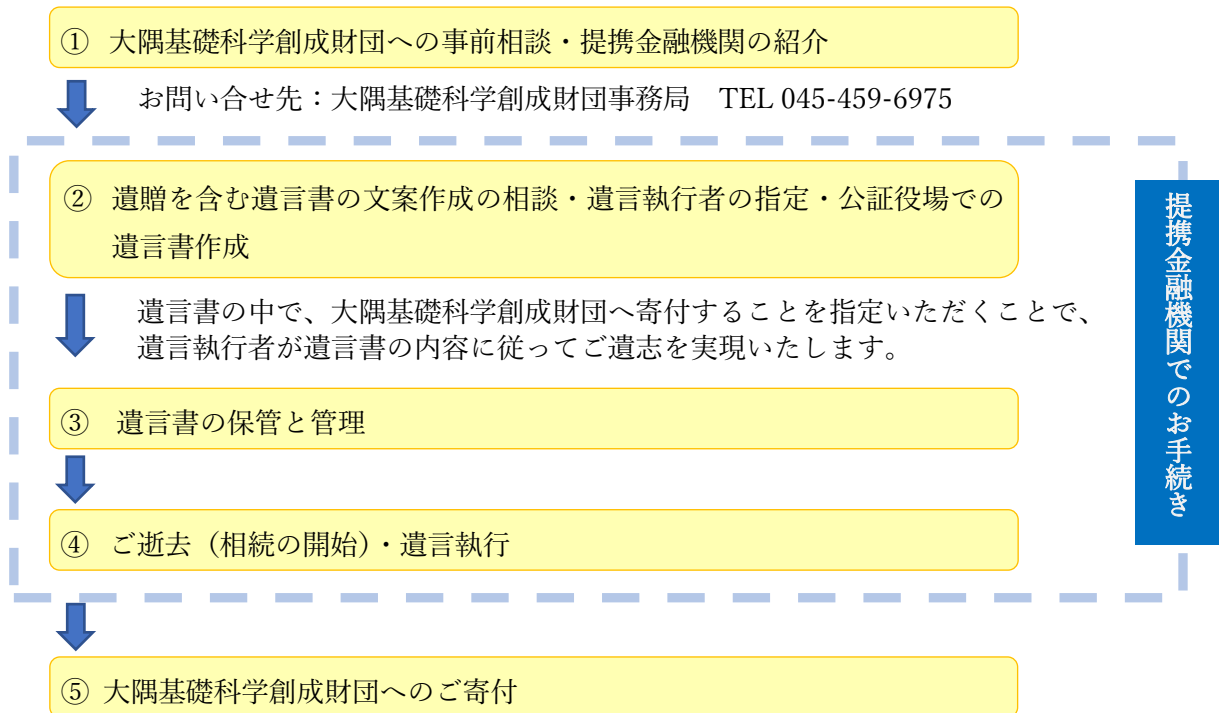 ① 大隅基礎科学創成財団への事前相談・提携金融機関の紹介
お問い合せ先：大隅基礎科学創成財団事務局　TEL 045-459-6975
② 遺贈を含む遺言書の文案作成の相談・遺言執行者の指定・公証役場での
遺言書作成
遺言書の中で、大隅基礎科学創成財団へ寄付することを指定いただくことで、
遺言執行者が遺言書の内容に従ってご遺志を実現いたします。
③ 遺言書の保管と管理
④ ご逝去（相続の開始）・遺言執行
提携金融機関でのお手続き
⑤ 大隅基礎科学創成財団へのご寄付